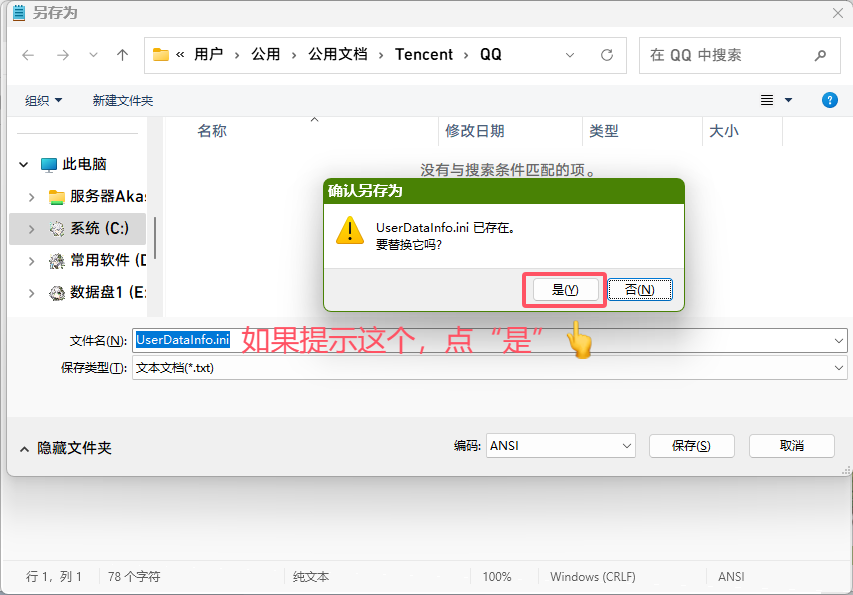 另存为
« 用户 › 公用 › 公用文档 › Tencent › QQ
在 QQ 中搜索
组织
新建文件夹
?
名称
修改日期
类型
大小
此电脑
没有与搜索条件匹配的项。
服务器Aka
系统 (C:)
常用软件 (D
数据盘1 (E:
确认另存为
UserDataInfo.ini 已存在。
要替换它吗?
是(Y)
否(N)
文件名(N):
UserDataInfo.ini
如果提示这个，点“是”
保存类型(T):
文本文档(*.txt)
隐藏文件夹
编码:
ANSI
保存(S)
取消
行 1，列 1
78 个字符
纯文本
100%
Windows (CRLF)
ANSI